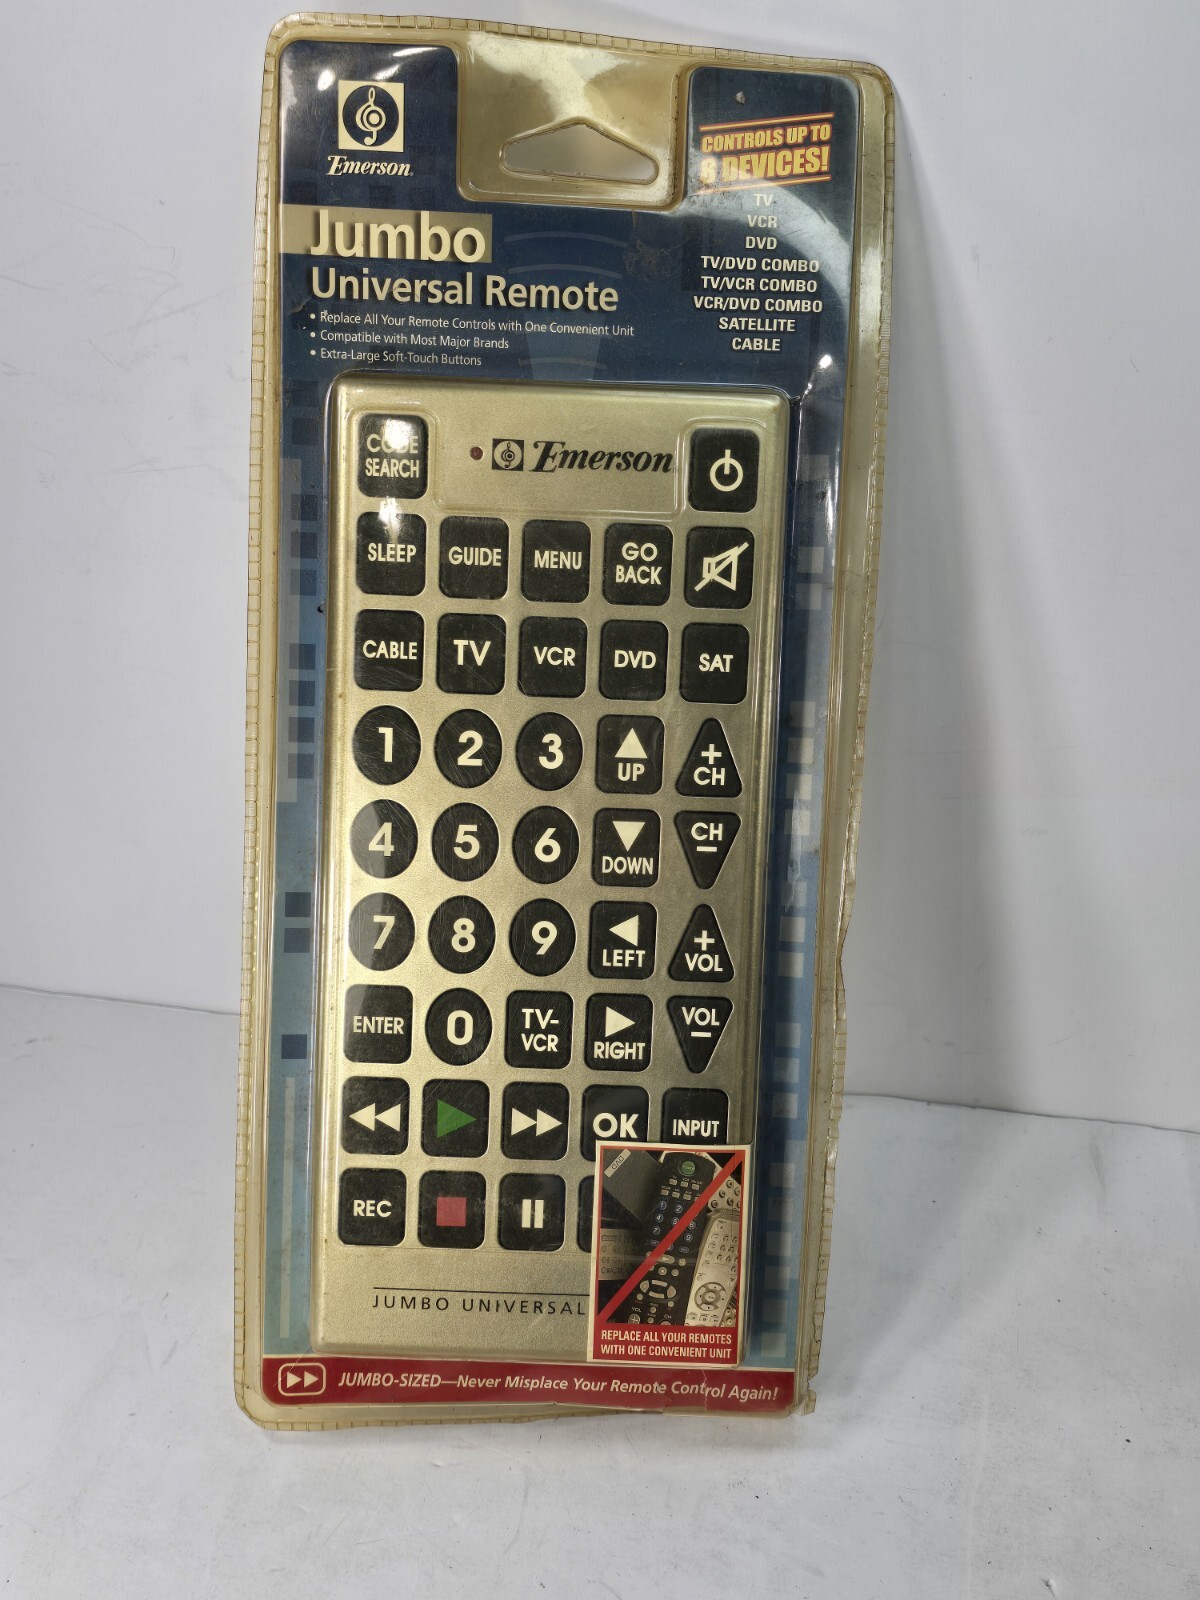 Emerson
CONTROLS UP TO
8 DEVICES!
TV
VCR
DVD
TV/DVD COMBO
TV/VCR COMBO
VCR/DVD COMBO
SATELLITE
CABLE
Jumbo
Universal Remote
• Replace All Your Remote Controls with One Convenient Unit
• Compatible with Most Major Brands
• Extra-Large Soft-Touch Buttons
CODE
SEARCH
Emerson
SLEEP GUIDE MENU GO
BACK
CABLE TV VCR DVD SAT
1 2 3 UP + CH
4 5 6 DOWN CH −
7 8 9 LEFT + VOL
ENTER 0 TV-
VCR RIGHT VOL −
OK INPUT
REC
JUMBO UNIVERSAL
DVD
REPLACE ALL YOUR REMOTES
WITH ONE CONVENIENT UNIT
JUMBO-SIZED—Never Misplace Your Remote Control Again!